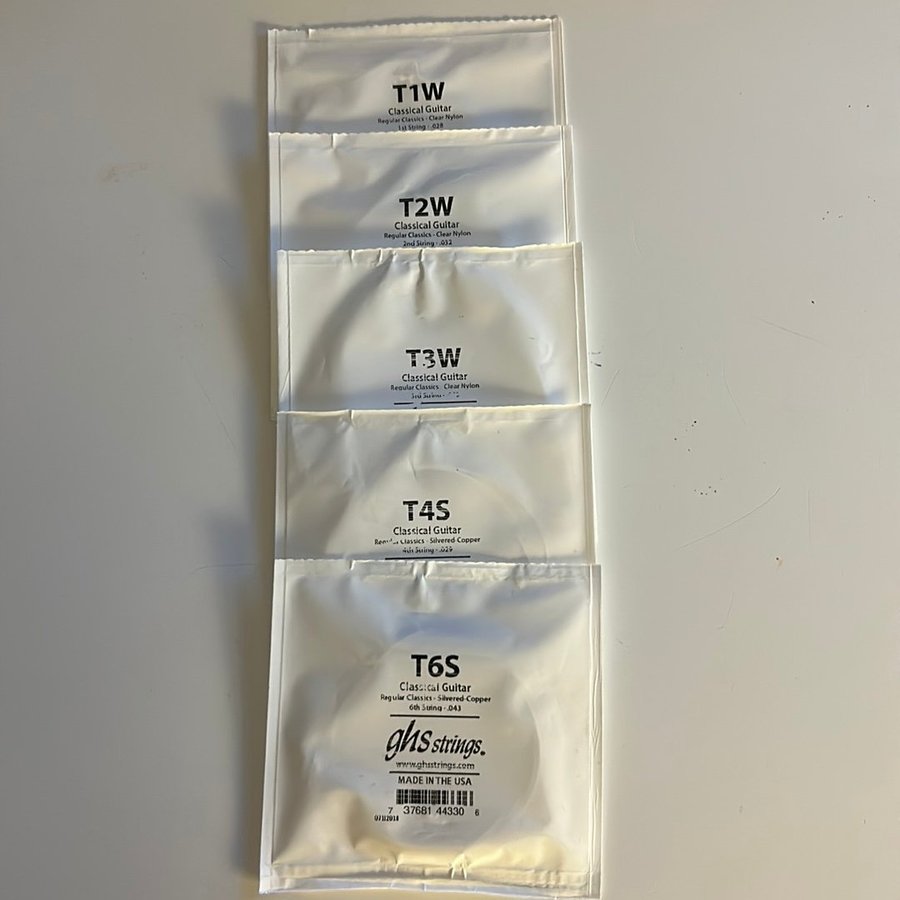 T1W
Classical Guitar
Regular Classics - Clear Nylon
1st String - .028
T2W
Classical Guitar
Regular Classics - Clear Nylon
2nd String - .032
T3W
Classical Guitar
Regular Classics - Clear Nylon
3rd String -
T4S
Classical Guitar
Regular Classics - Silvered-Copper
4th String - .029
T6S
Classical Guitar
Regular Classics - Silvered-Copper
6th String - .043
ghs strings™
www.ghsstrings.com
MADE IN THE USA
7 37681 44330 6